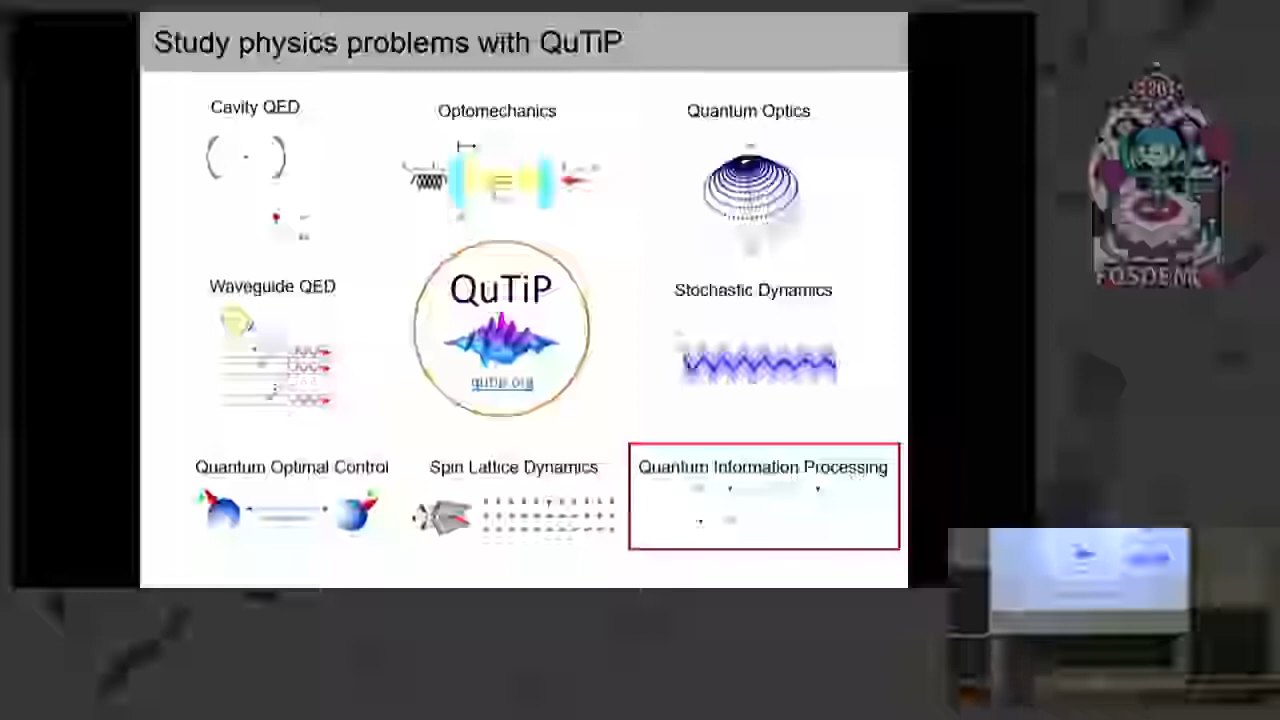 Study physics problems with QuTiP
Cavity QED
Optomechanics
Quantum Optics
Waveguide QED
QuTiP
qutip.org
Stochastic Dynamics
Quantum Optimal Control
Spin Lattice Dynamics
Quantum Information Processing
FOSDEM